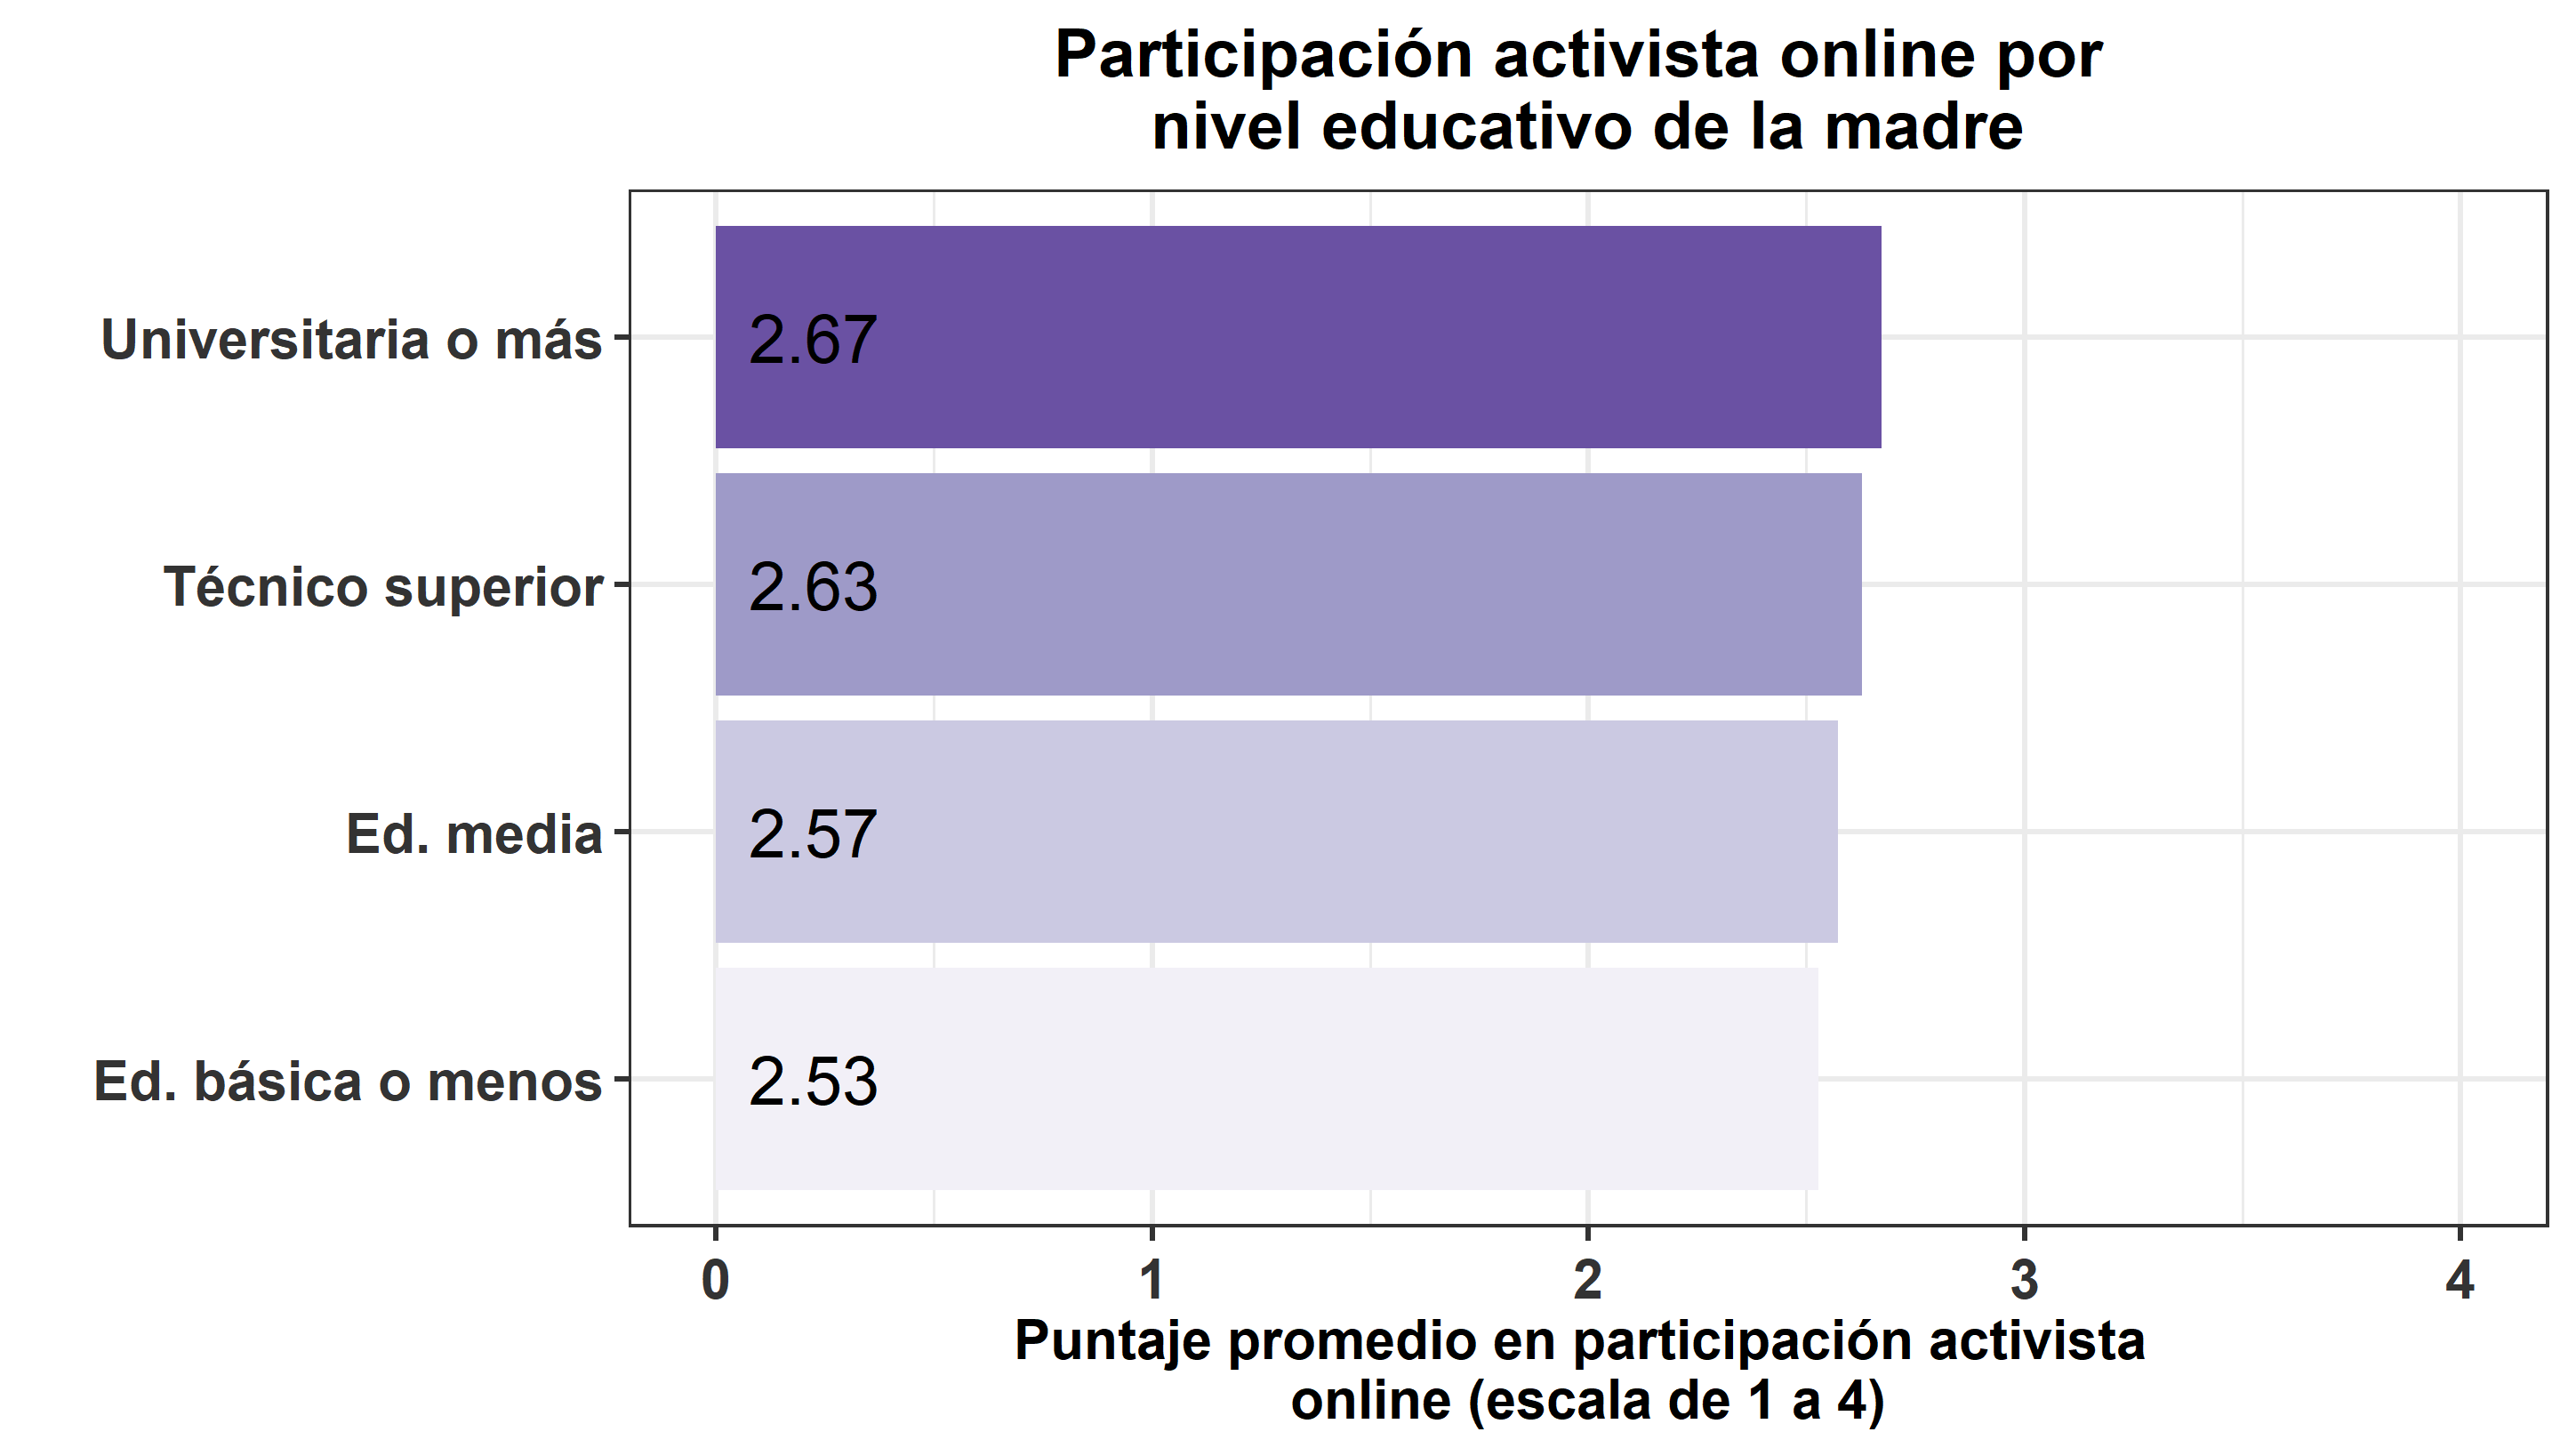 Participación activista online por
nivel educativo de la madre
Universitaria o más
2.67
Técnico superior
2.63
Ed. media
2.57
Ed. básica o menos
2.53
0 1 2 3 4
Puntaje promedio en participación activista
online (escala de 1 a 4)